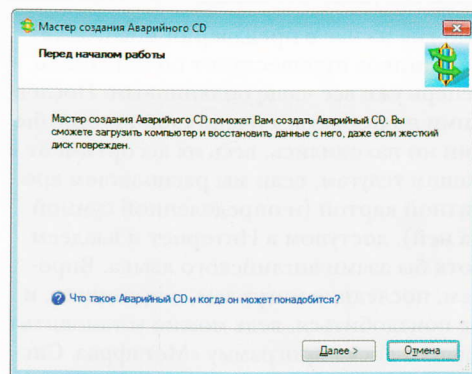 Мастер создания Аварийного CD
Перед началом работы
Мастер создания Аварийного CD поможет Вам создать Аварийный CD. Вы
сможете загрузить компьютер и восстановить данные с него, даже если жесткий
диск поврежден.
Что такое Аварийный CD и когда он может понадобится?
Далее >
Отмена